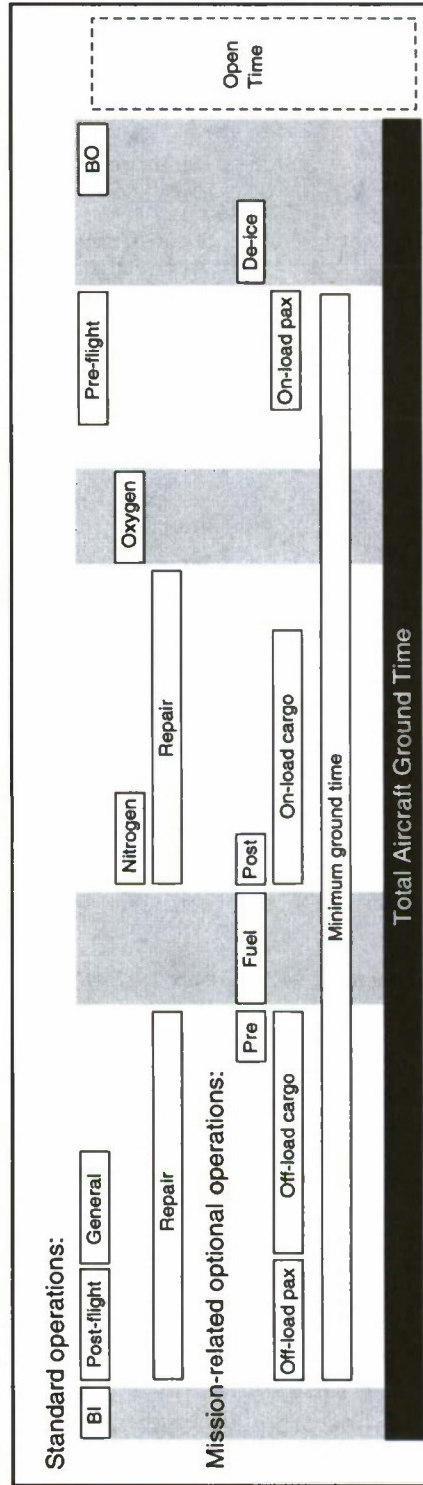 Standard operations:
BI
Post-flight
General
Pre-flight
BO
Nitrogen
Oxygen
Repair
Repair
Open
Time
Mission-related optional operations:
Pre
Fuel
Post
De-ice
Off-load pax
Off-load cargo
On-load cargo
On-load pax
Minimum ground time
Total Aircraft Ground Time